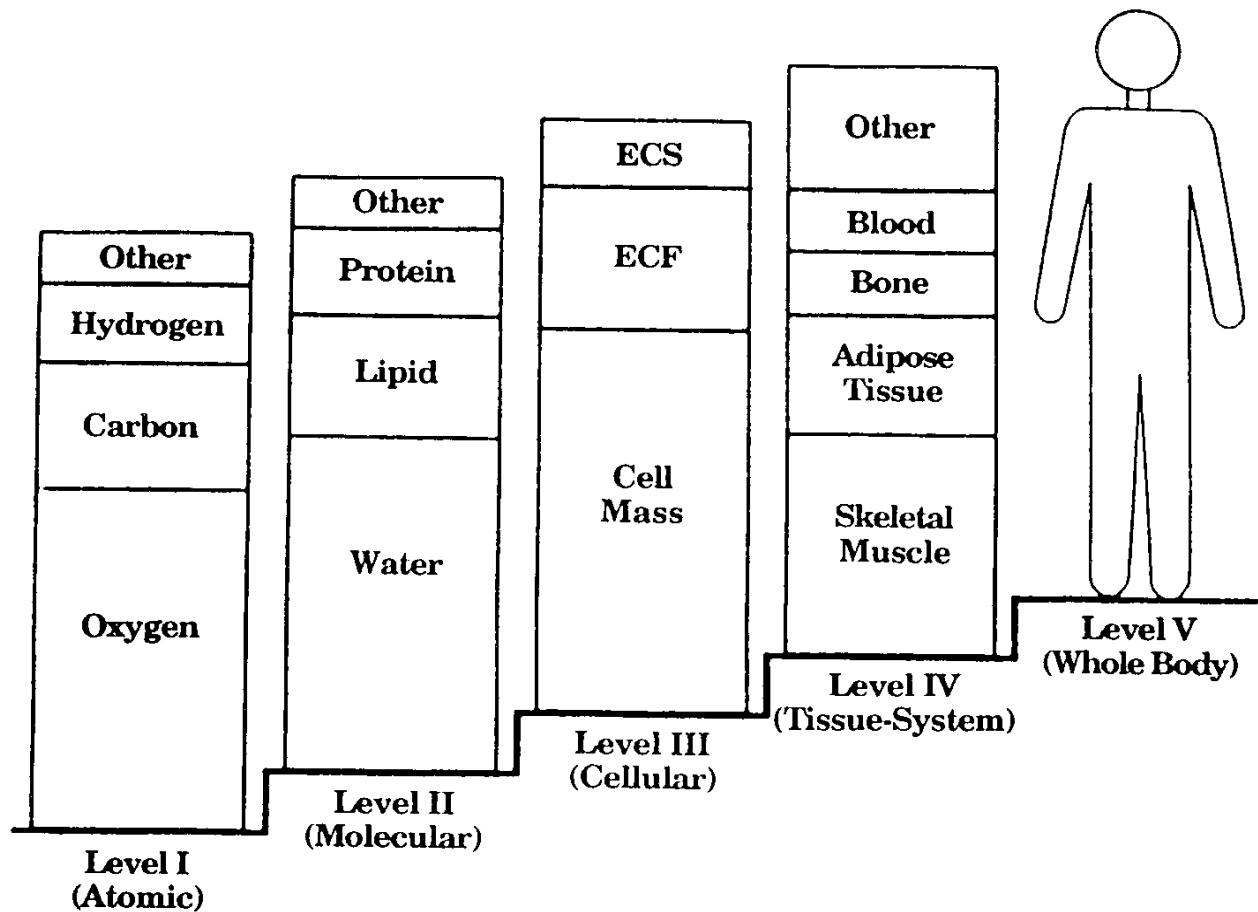 Other
Hydrogen
Carbon
Oxygen
Level I
(Atomic)
Other
Protein
Lipid
Water
Level II
(Molecular)
ECS
ECF
Cell
Mass
Level III
(Cellular)
Other
Blood
Bone
Adipose
Tissue
Skeletal
Muscle
Level IV
(Tissue-System)
Level V
(Whole Body)